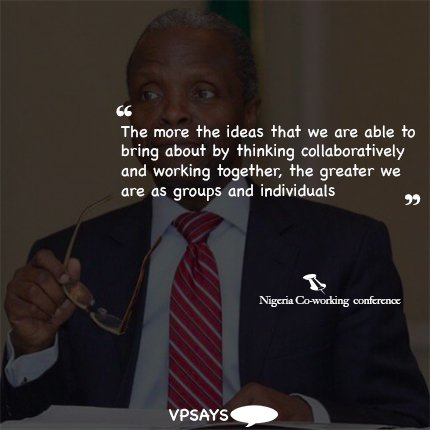 “
The more the ideas that we are able to
bring about by thinking collaboratively
and working together, the greater we
are as groups and individuals
”
Nigeria Co-working conference
VPSAYS